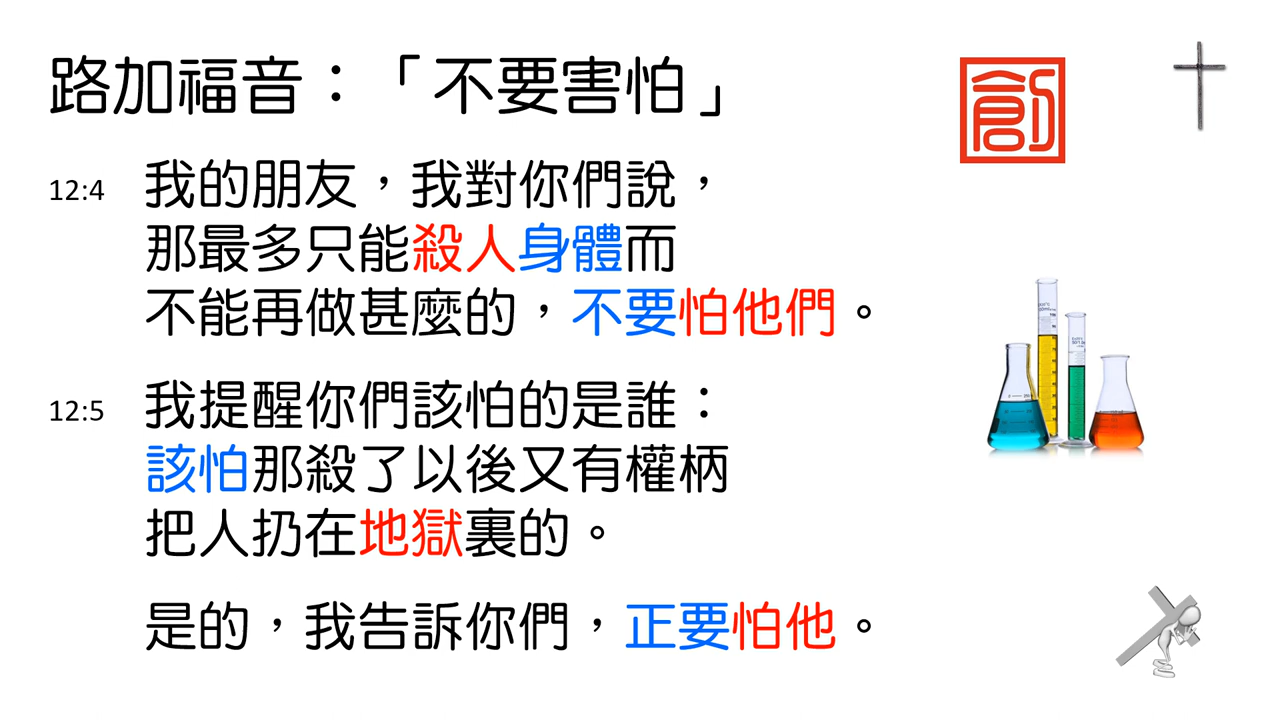 路加福音：「不要害怕」
創
12:4 我的朋友，我對你們說，
那最多只能殺人身體而
不能再做甚麼的，不要怕他們。
12:5 我提醒你們該怕的是誰：
該怕那殺了以後又有權柄
把人扔在地獄裏的。
是的，我告訴你們，正要怕他。